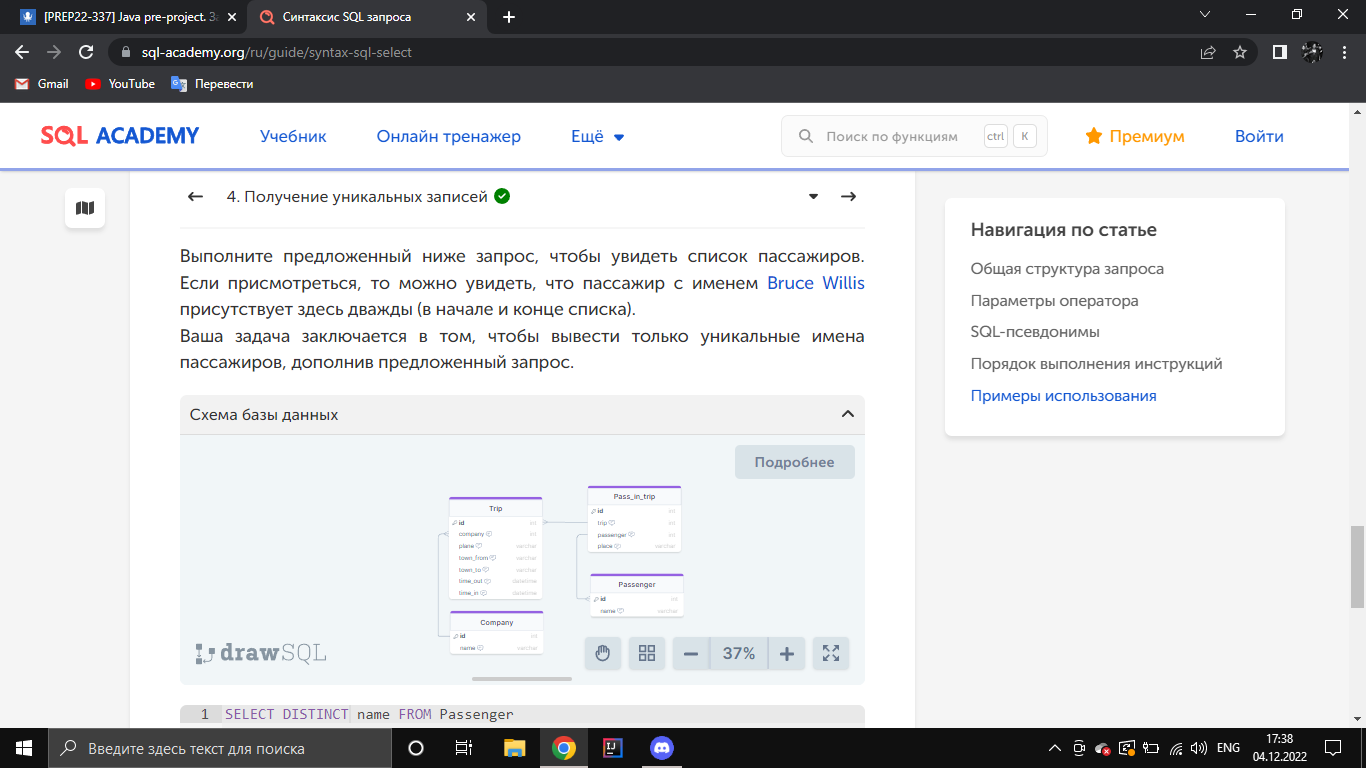 [PREP22-337] Java pre-project. За
Синтаксис SQL запроса
sql-academy.org/ru/guide/syntax-sql-select
Gmail
YouTube
Перевести
SQL ACADEMY
Учебник
Онлайн тренажер
Ещё
Поиск по функциям
ctrl
K
Премиум
Войти
4. Получение уникальных записей
Выполните предложенный ниже запрос, чтобы увидеть список пассажиров.
Если присмотреться, то можно увидеть, что пассажир с именем Bruce Willis
присутствует здесь дважды (в начале и конце списка).
Ваша задача заключается в том, чтобы вывести только уникальные имена
пассажиров, дополнив предложенный запрос.
Схема базы данных
Подробнее
Trip
id int
company int
plane varchar
town_from varchar
town_to varchar
time_out datetime
time_in datetime
Company
id int
name varchar
Pass_in_trip
id int
trip int
passenger int
place varchar
Passenger
id int
name varchar
drawSQL
37%
1 SELECT DISTINCT name FROM Passenger
Навигация по статье
Общая структура запроса
Параметры оператора
SQL-псевдонимы
Порядок выполнения инструкций
Примеры использования
Введите здесь текст для поиска
ENG
17:38
04.12.2022